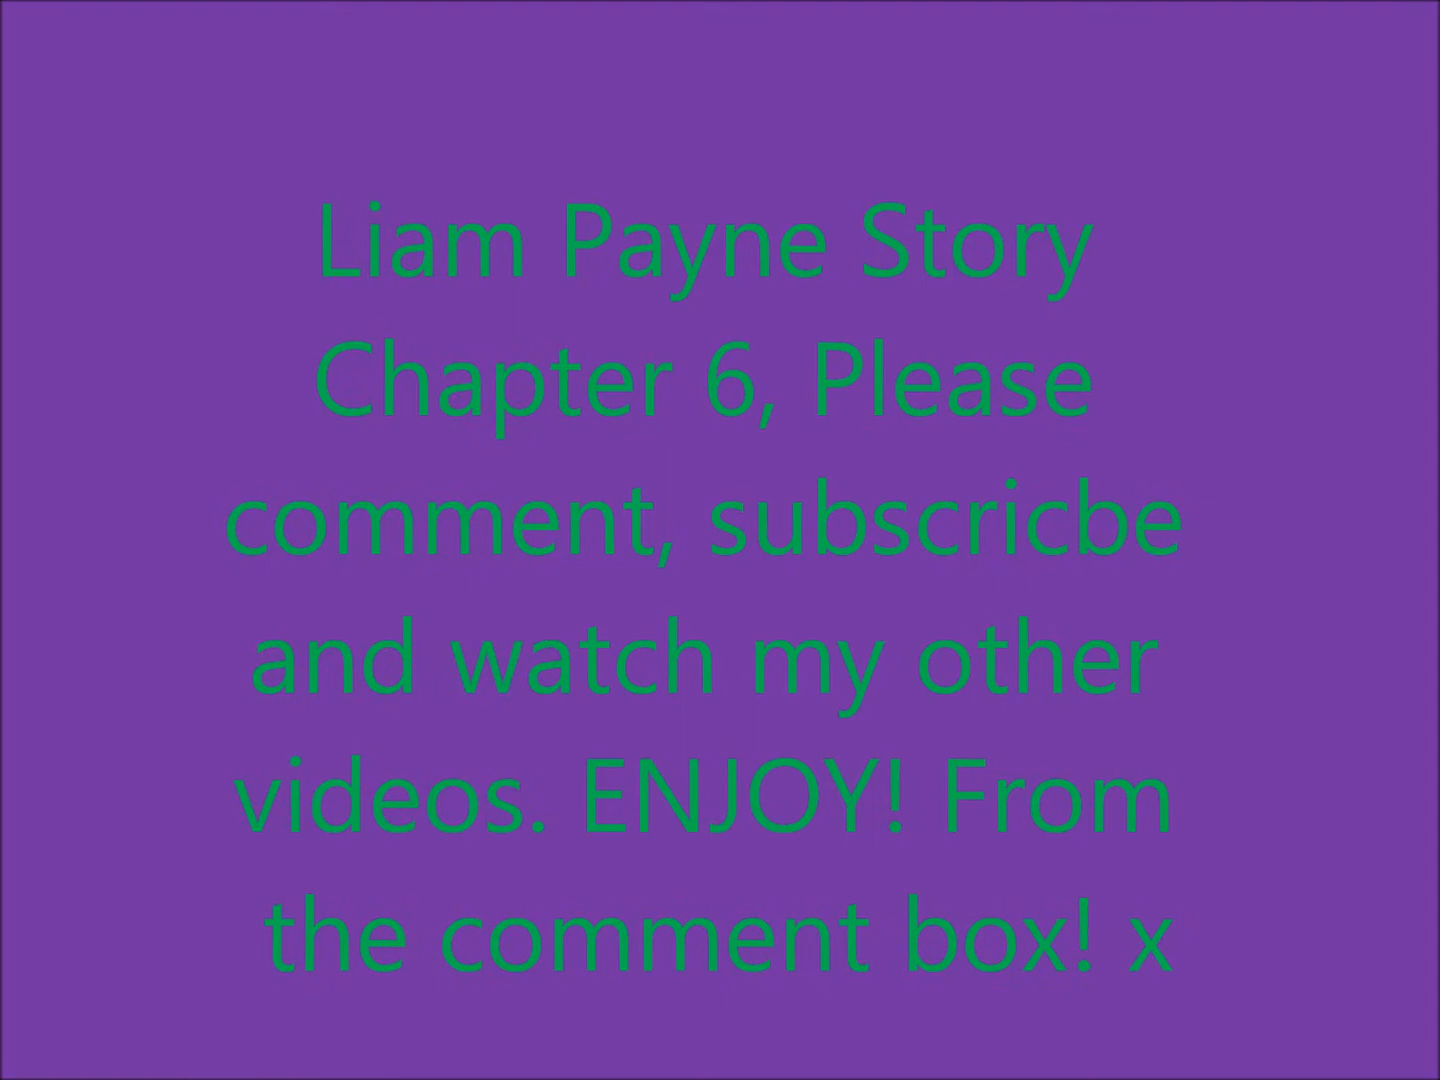 Liam Payne Story
Chapter 6, Please
comment, subscricbe
and watch my other
videos. ENJOY! From
the comment box! x